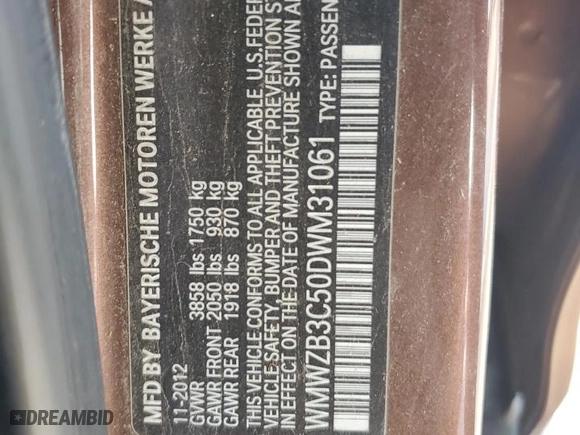 MFD BY BAYERISCHE MOTOREN WERKE
11-2012
GVWR 3858 lbs 1750 kg
GAWR FRONT 2050 lbs 930 kg
GAWR REAR 1918 lbs 870 kg
THIS VEHICLE CONFORMS TO ALL APPLICABLE U.S.FEDER
VEHICLE SAFETY, BUMPER AND THEFT PREVENTION ST
IN EFFECT ON THE DATE OF MANUFACTURE SHOWN A
WMWZB3C50DWM31061 TYPE: PASSEN
DREAMBID